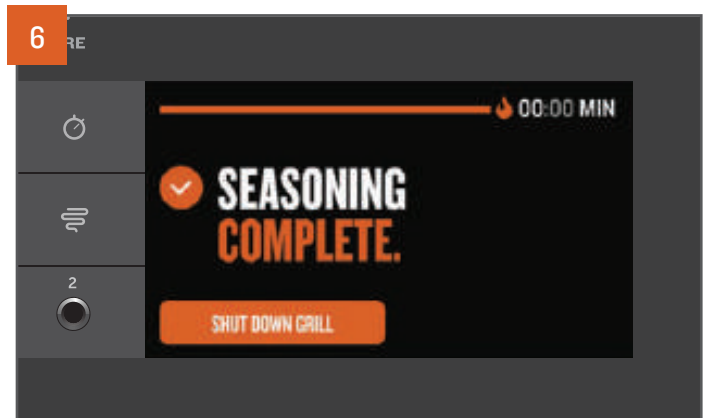 6
RE
00:00 MIN
SEASONING
COMPLETE.
2
SHUT DOWN GRILL